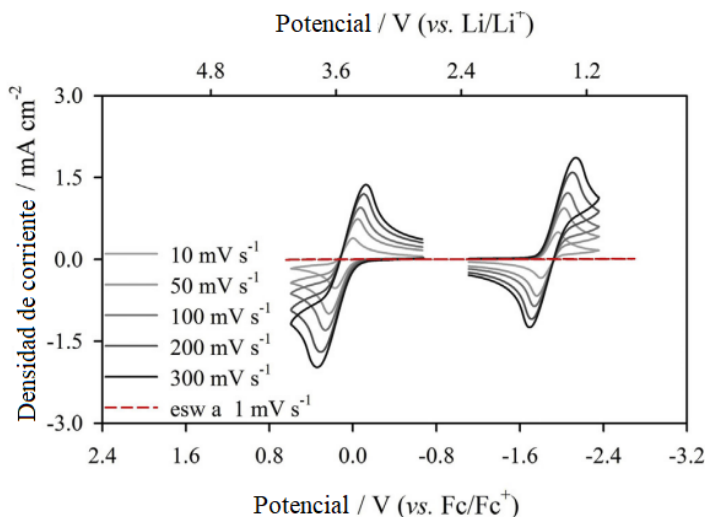 Potencial / V (vs. Li/Li⁺
4.8 3.6 2.4 1.2
Densidad de corriente / mA cm⁻²
3.0
1.5
0.0
-1.5
-3.0
10 mV s⁻¹
50 mV s⁻¹
100 mV s⁻¹
200 mV s⁻¹
300 mV s⁻¹
esw a 1 mV s⁻¹
2.4 1.6 0.8 0.0 -0.8 -1.6 -2.4 -3.2
Potencial / V (vs. Fc/Fc⁺)